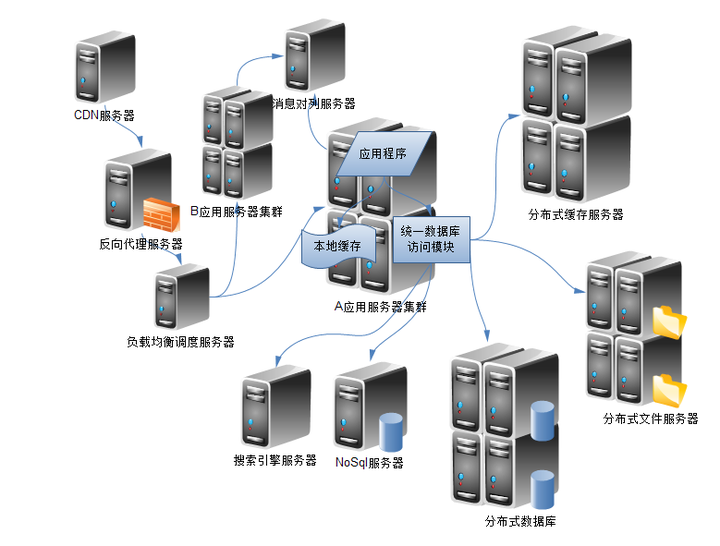 CDN服务器
消息对列服务器
应用程序
B应用服务器集群
分布式缓存服务器
反向代理服务器
本地缓存
统一数据库
访问模块
A应用服务器集群
负载均衡调度服务器
分布式文件服务器
搜索引擎服务器
NoSql服务器
分布式数据库